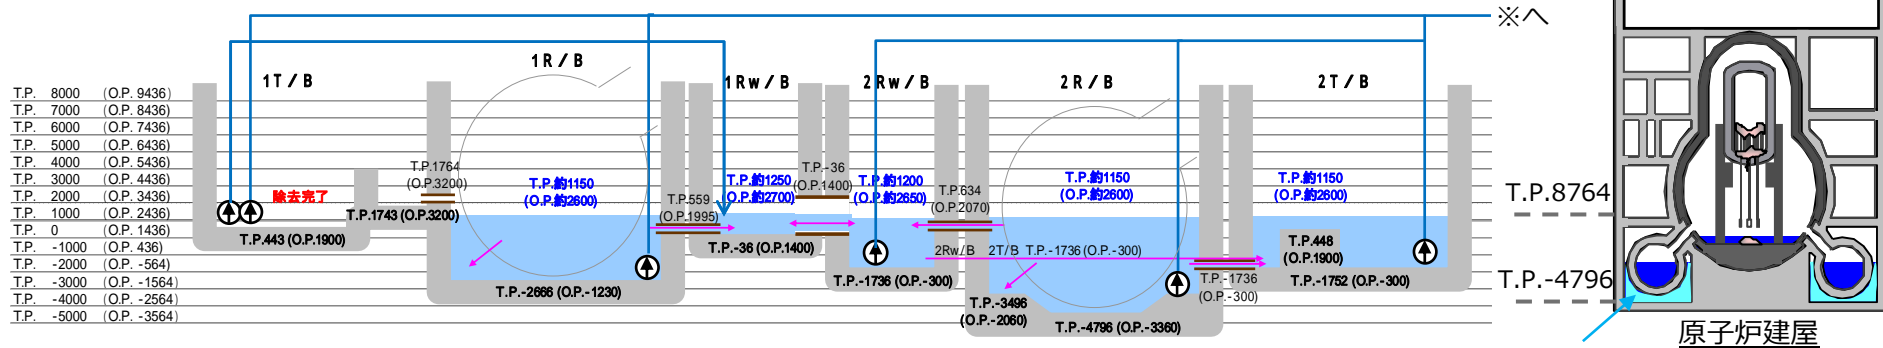 ※へ
1T/B
1R/B
1Rw/B
2Rw/B
2R/B
2T/B
T.P. 8000 (O.P. 9436)
T.P. 7000 (O.P. 8436)
T.P. 6000 (O.P. 7436)
T.P. 5000 (O.P. 6436)
T.P. 4000 (O.P. 5436)
T.P. 3000 (O.P. 4436)
T.P. 2000 (O.P. 3436)
T.P. 1000 (O.P. 2436)
T.P. 0 (O.P. 1436)
T.P. -1000 (O.P. 436)
T.P. -2000 (O.P. -564)
T.P. -3000 (O.P. -1564)
T.P. -4000 (O.P. -2564)
T.P. -5000 (O.P. -3564)
除去完了
T.P.443 (O.P.1900)
T.P.1743 (O.P.3200)
T.P.1764
(O.P.3200)
T.P.約1150
(O.P.約2600)
T.P.-2666 (O.P.-1230)
T.P.559
(O.P.1995)
T.P.約1250
(O.P.約2700)
T.P.-36 (O.P.1400)
T.P.-36
(O.P.1400)
T.P.約1200
(O.P.約2650)
T.P.-1736 (O.P.-300)
T.P.634
(O.P.2070)
2Rw/B 2T/B T.P.-1736 (O.P.-300)
T.P.約1150
(O.P.約2600)
T.P.-3496
(O.P.-2060)
T.P.-4796 (O.P.-3360)
T.P.-1736
(O.P.-300)
T.P.約1150
(O.P.約2600)
T.P.448
(O.P.1900)
T.P.-1752 (O.P.-300)
T.P.8764
T.P.-4796
原子炉建屋